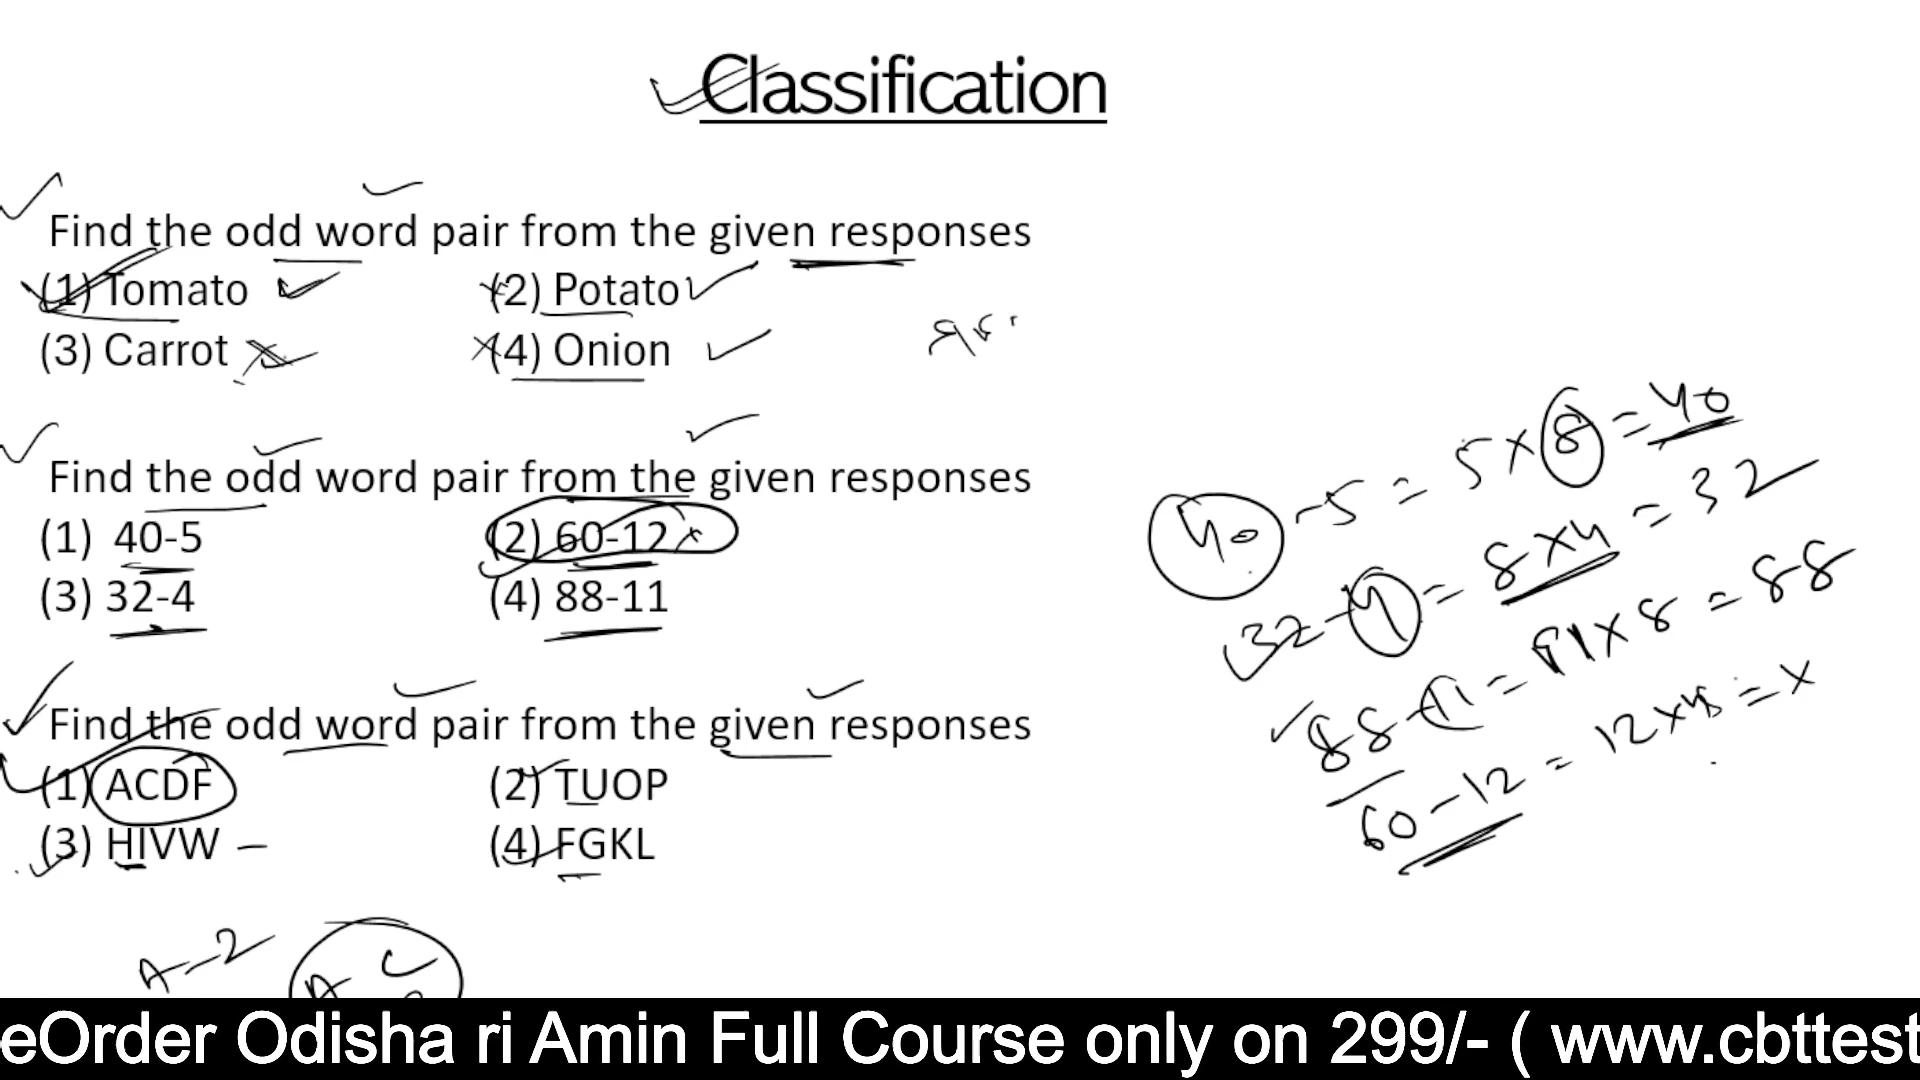 Classification
Find the odd word pair from the given responses
(1) Tomato (2) Potato
(3) Carrot (4) Onion
Find the odd word pair from the given responses
(1) 40-5 (2) 60-12
(3) 32-4 (4) 88-11
Find the odd word pair from the given responses
(1) ACDF (2) TUOP
(3) HIVW (4) FGKL
40 - 5 = 5 × 8 = 40
32 - 4 = 8 × 4 = 32
88 - 11 = 11 × 8 = 88
60 - 12 = 12 ×
A - 2
A C
eOrder Odisha ri Amin Full Course only on 299/- ( www.cbttest